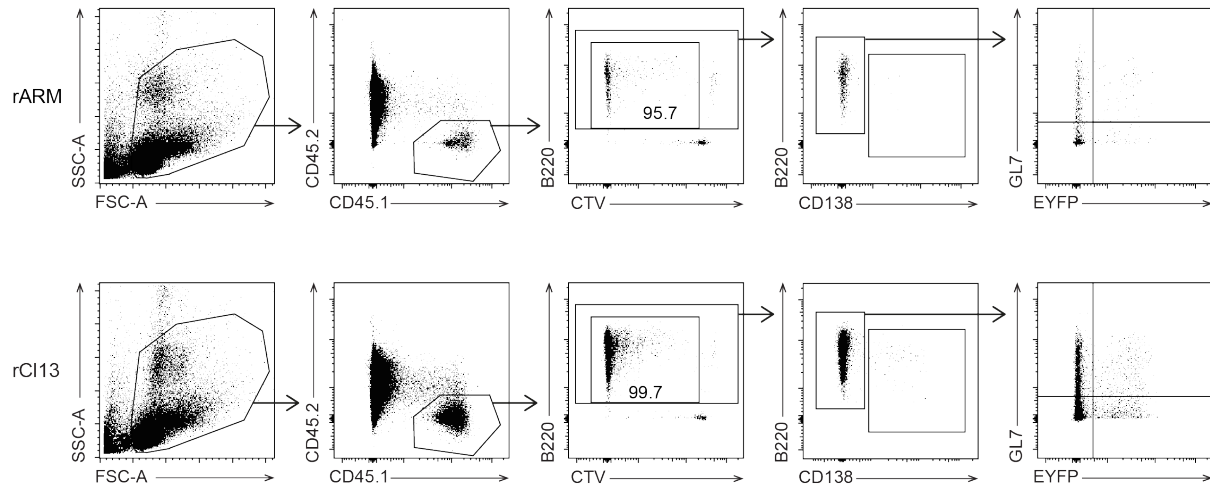 rARM
SSC-A
FSC-A
CD45.2
CD45.1
B220
95.7
CTV
B220
CD138
GL7
EYFP
rCl13
SSC-A
FSC-A
CD45.2
CD45.1
B220
99.7
CTV
B220
CD138
GL7
EYFP